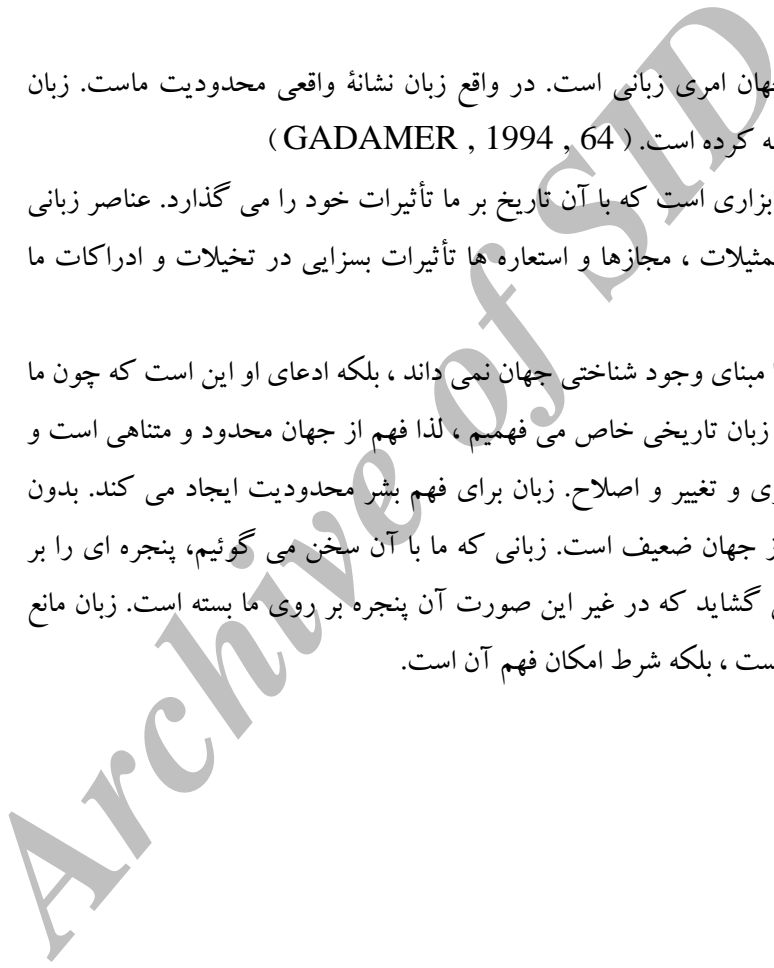 جهان امری زبانی است. در واقع زبان نشانۀ واقعی محدودیت ماست. زبان
کرده است. ( GADAMER , 1994 , 64 )
است که با آن تاریخ بر ما تأثیرات خود را می گذارد. عناصر زبانی
مجازها و استعاره ها تأثیرات بسزایی در تخیلات و ادراکات ما
مبنای وجود شناختی جهان نمی داند ، بلکه ادعای او این است که چون ما
زبان تاریخی خاص می فهمیم ، لذا فهم از جهان محدود و متناهی است و
و تغییر و اصلاح. زبان برای فهم بشر محدودیت ایجاد می کند. بدون
از جهان ضعیف است. زبانی که ما با آن سخن می گوئیم، پنجره ای را بر
گشاید که در غیر این صورت آن پنجره بر روی ما بسته است. زبان مانع
، بلکه شرط امکان فهم آن است.
Archive of SID